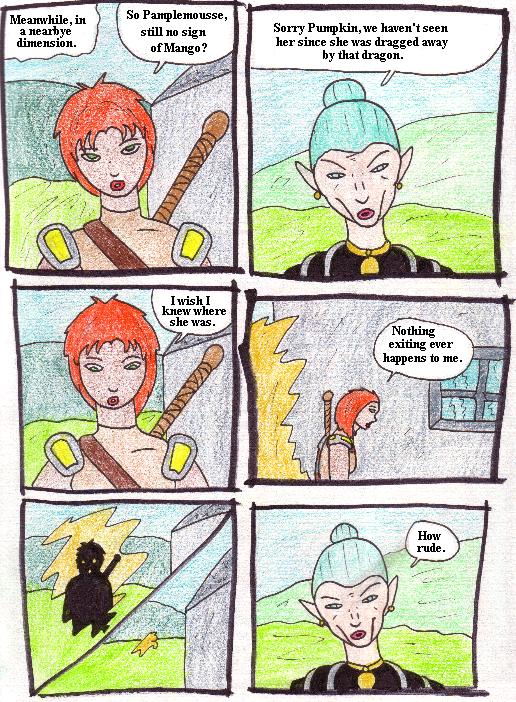 Meanwhile, in
a nearbye
dimension.
So Pamplemousse,
still no sign
of Mango?
Sorry Pumpkin, we haven't seen
her since she was dragged away
by that dragon.
I wish I
knew where
she was.
Nothing
exiting ever
happens to me.
How
rude.